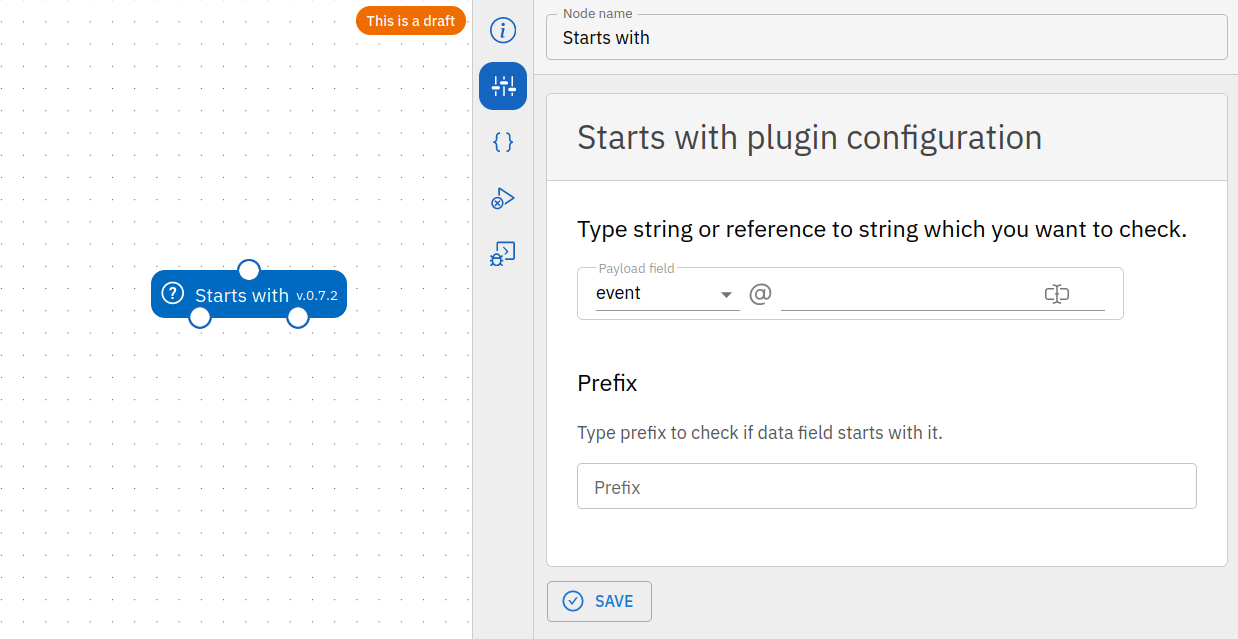 This is a draft
Starts with v.0.7.2
Node name
Starts with
Starts with plugin configuration
Type string or reference to string which you want to check.
Payload field
event @
Prefix
Type prefix to check if data field starts with it.
Prefix
SAVE